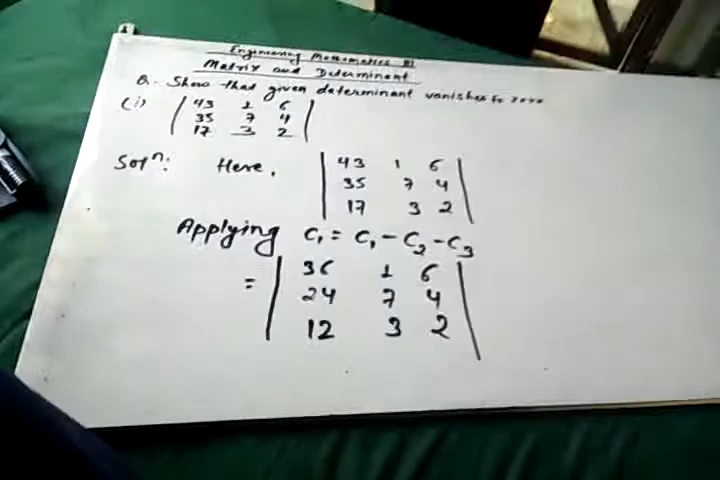 Engineering Mathematics
Matrix and Determinant
Q. Show that given determinant vanishes to zero
(i) | 43 1 6 |
| 35 7 4 |
| 17 3 2 |
Solⁿ: Here, | 43 1 6 |
| 35 7 4 |
| 17 3 2 |
Applying C₁ = C₁ - C₂ - C₃
= | 36 1 6 |
| 24 7 4 |
| 12 3 2 |